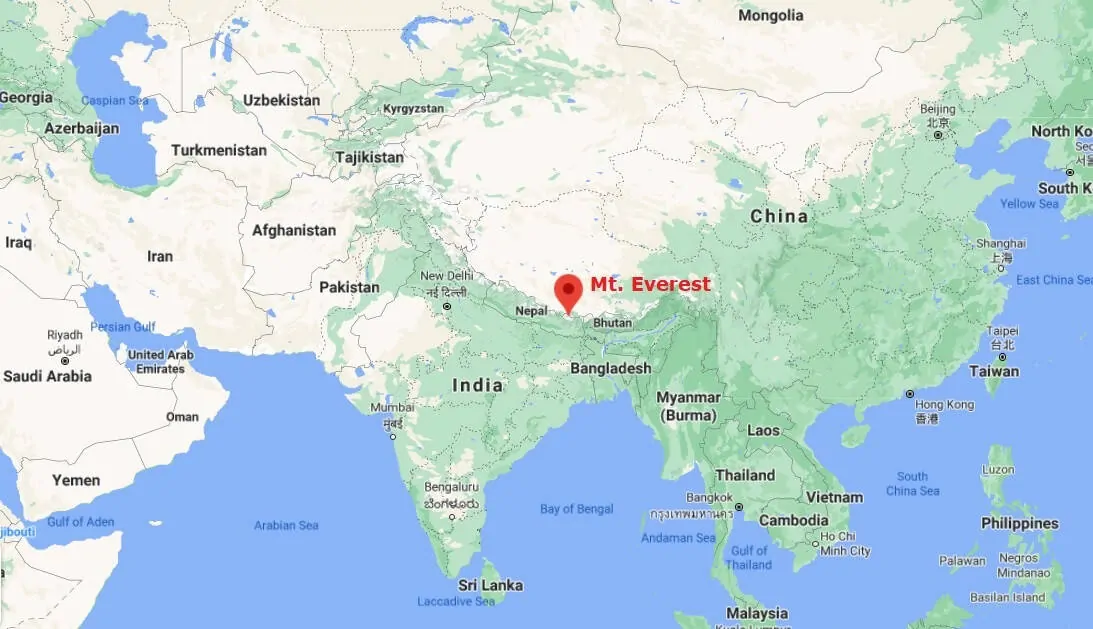 Mongolia
Georgia
Caspian Sea
Uzbekistan
Kyrgyzstan
Beijing
北京
Azerbaijan
Turkmenistan
Tajikistan
North Ko
Seo
서울
South K
Yellow Sea
China
Afghanistan
Iraq
Iran
Shanghai
上海
Pakistan
New Delhi
नई दिल्ली
Mt. Everest
East China Sea
Nepal
Bhutan
Persian Gulf
Riyadh
الرياض
United Arab
Emirates
Saudi Arabia
Taipei
台北
Taiwan
Bangladesh
India
Oman
Mumbai
मुंबई
Myanmar
(Burma)
Hong Kong
香港
Laos
Yemen
Luzon
Thailand
South
China Sea
Bengaluru
ಬೆಂಗಳೂರು
Bangkok
กรุงเทพมหานคร
Vietnam
Gulf of Aden
Arabian Sea
Bay of Bengal
Cambodia
Philippines
jibouti
Andaman Sea
Ho Chi
Minh City
Gulf of
Thailand
Palawan
Negros
Mindanao
Sri Lanka
Basilan Island
Laccadive Sea
Malaysia